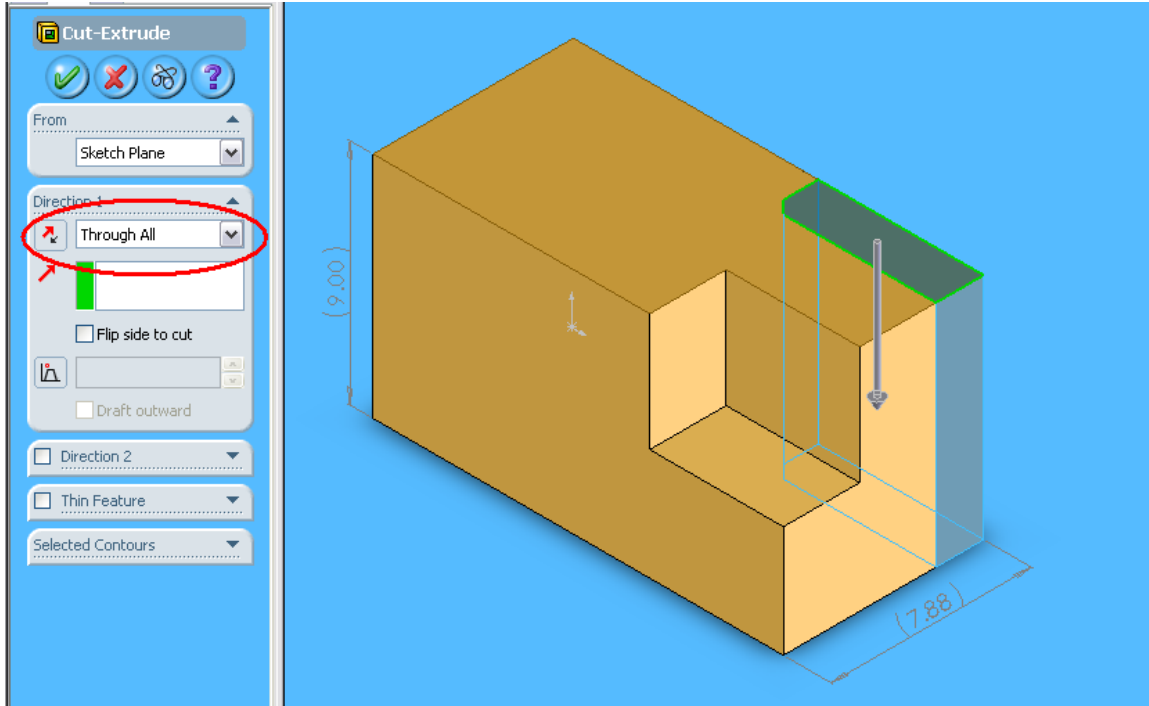 Cut-Extrude
?
From
Sketch Plane
Direction 1
Through All
Flip side to cut
Draft outward
Direction 2
Thin Feature
Selected Contours
(9.00)
(7.88)